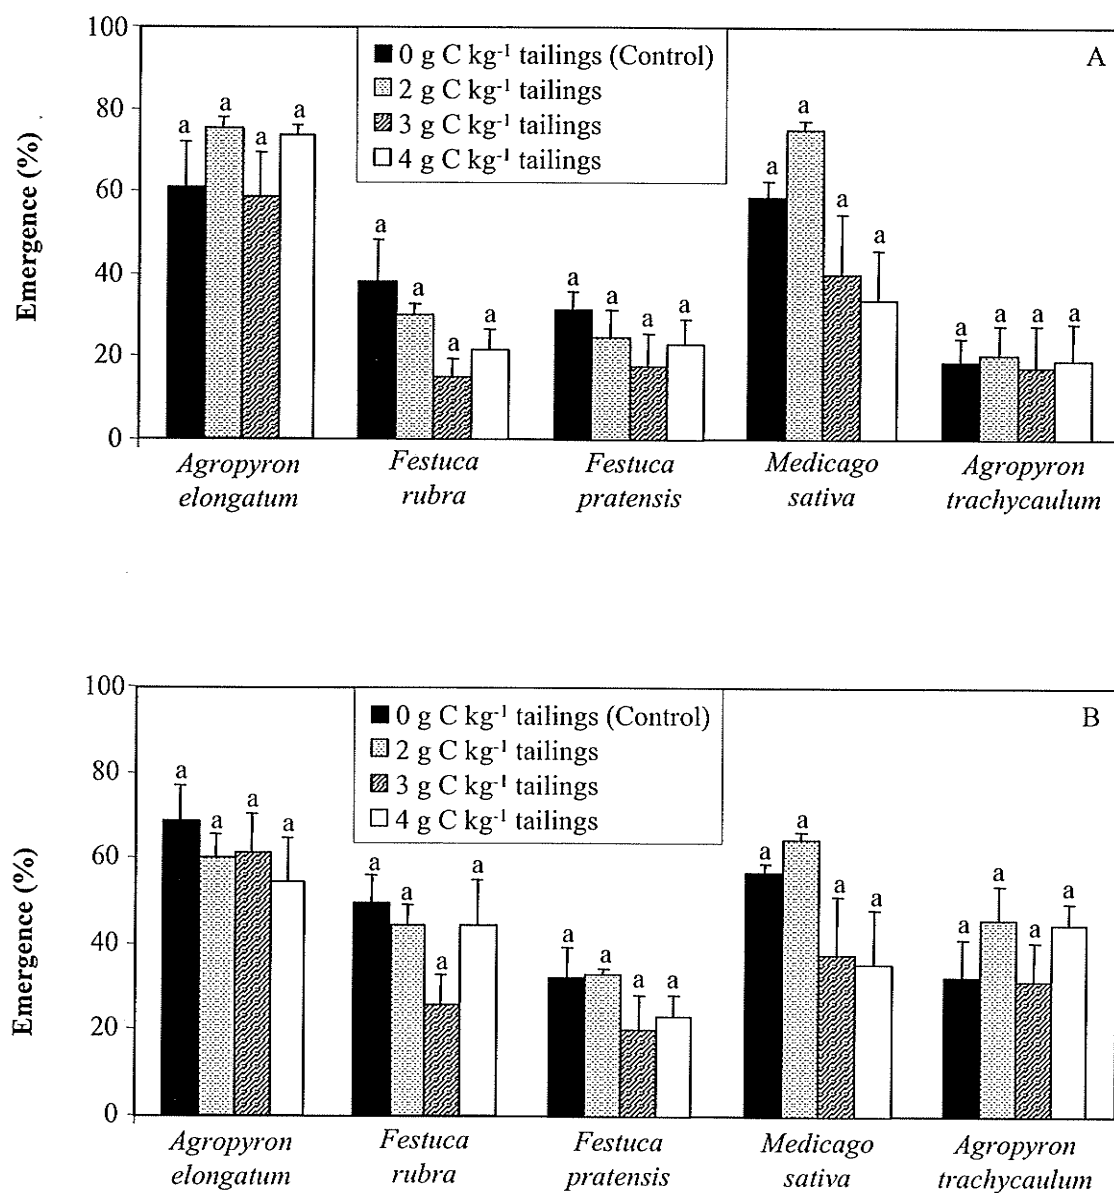 100
80
60
40
20
0
Emergence (%)
0 g C kg⁻¹ tailings (Control)
2 g C kg⁻¹ tailings
3 g C kg⁻¹ tailings
4 g C kg⁻¹ tailings
A
a a a a a a a a a a a a a a a a a a a a
Agropyron elongatum
Festuca rubra
Festuca pratensis
Medicago sativa
Agropyron trachycaulum
100
80
60
40
20
0
Emergence (%)
0 g C kg⁻¹ tailings (Control)
2 g C kg⁻¹ tailings
3 g C kg⁻¹ tailings
4 g C kg⁻¹ tailings
B
a a a a a a a a a a a a a a a a a a a a
Agropyron elongatum
Festuca rubra
Festuca pratensis
Medicago sativa
Agropyron trachycaulum